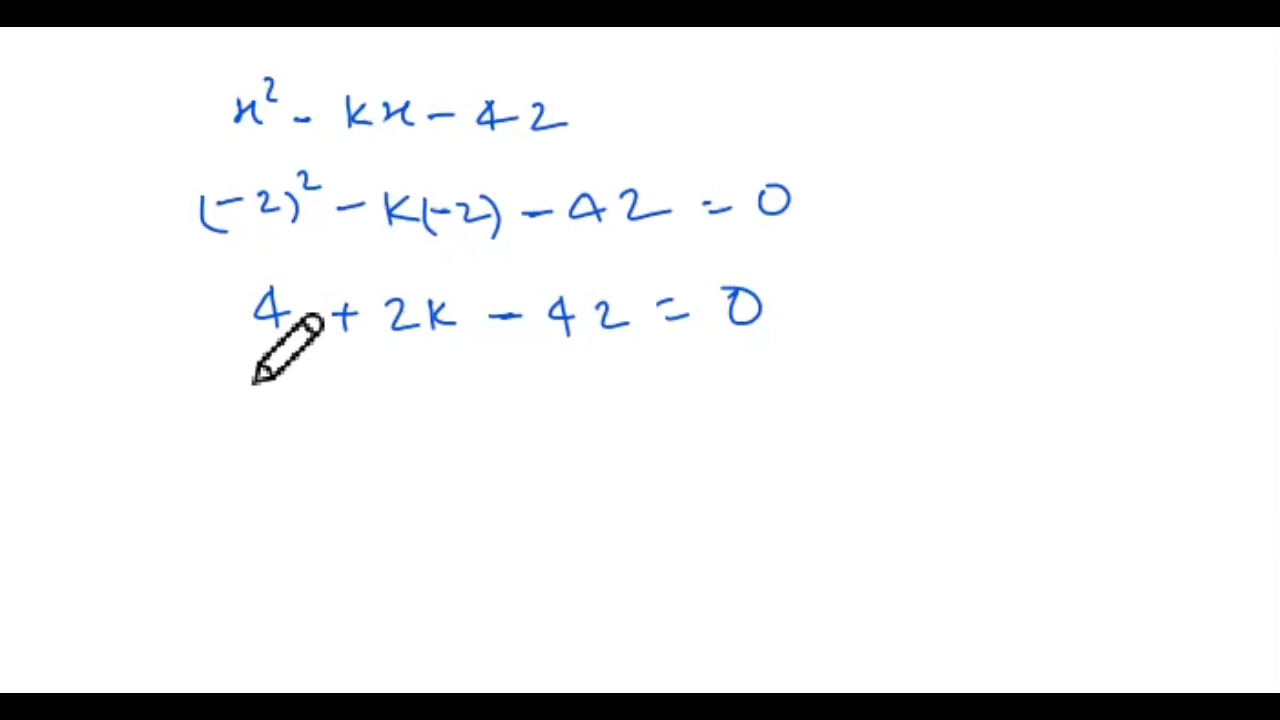 x² - kx - 42
(-2)² - k(-2) - 42 = 0
4 + 2k - 42 = 0